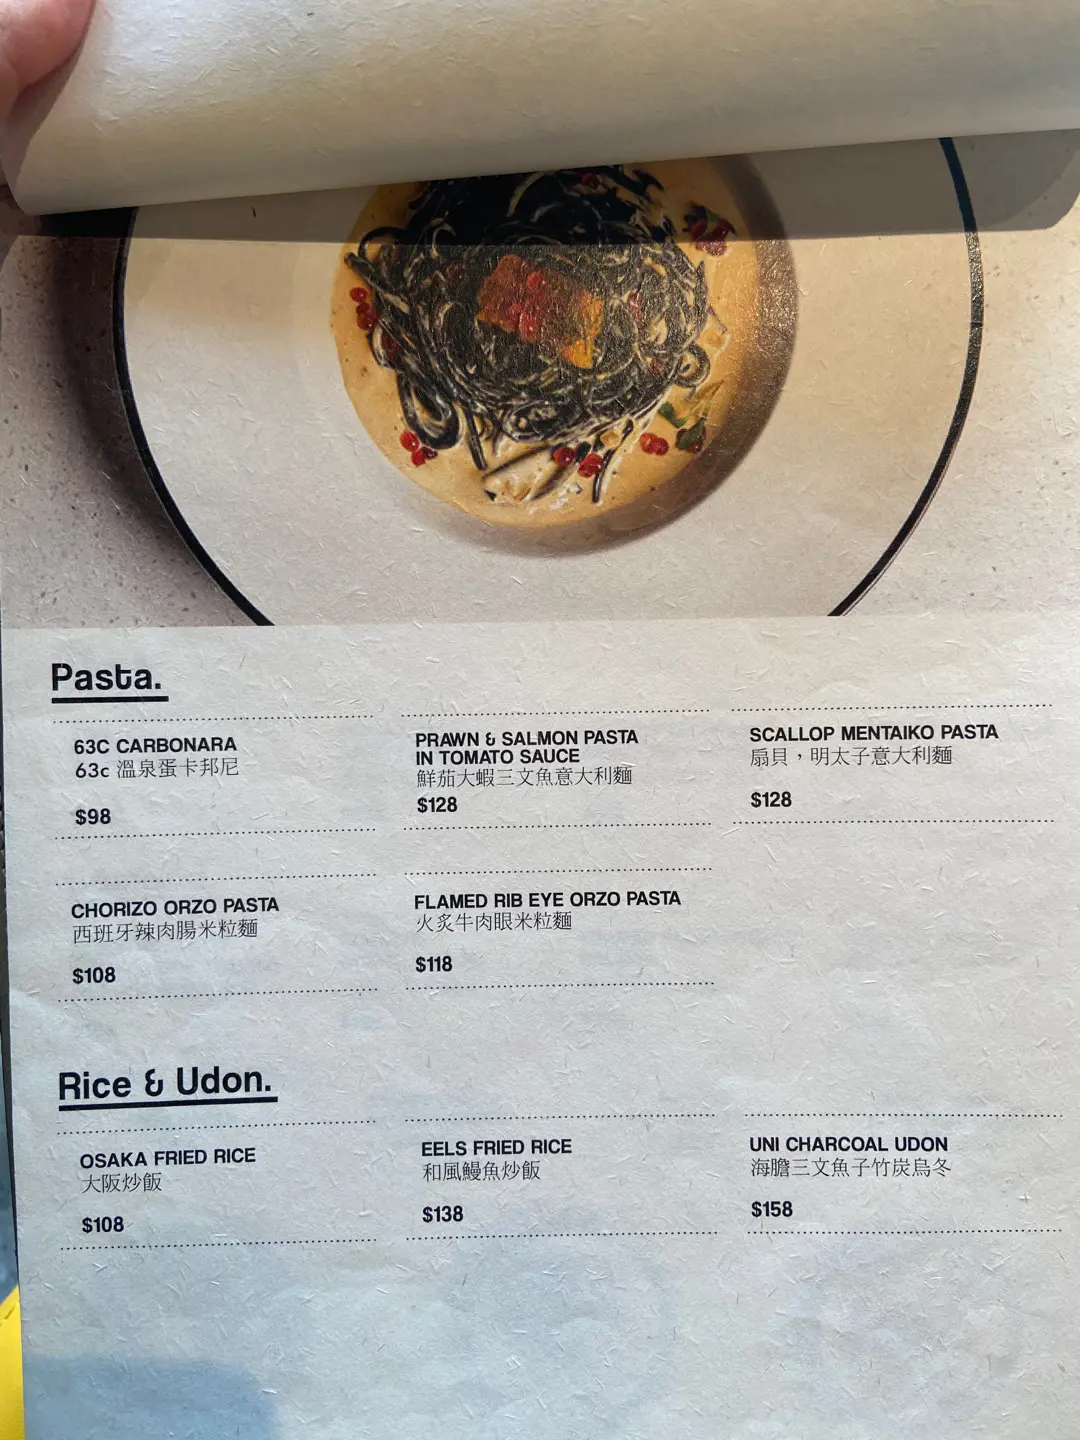 Pasta.
63C CARBONARA
63c 溫泉蛋卡邦尼
$98
PRAWN & SALMON PASTA
IN TOMATO SAUCE
鮮茄大蝦三文魚意大利麵
$128
SCALLOP MENTAIKO PASTA
扇貝，明太子意大利麵
$128
CHORIZO ORZO PASTA
西班牙辣肉腸米粒麵
$108
FLAMED RIB EYE ORZO PASTA
火炙牛肉眼米粒麵
$118
Rice & Udon.
OSAKA FRIED RICE
大阪炒飯
$108
EELS FRIED RICE
和風鰻魚炒飯
$138
UNI CHARCOAL UDON
海膽三文魚子竹炭烏冬
$158